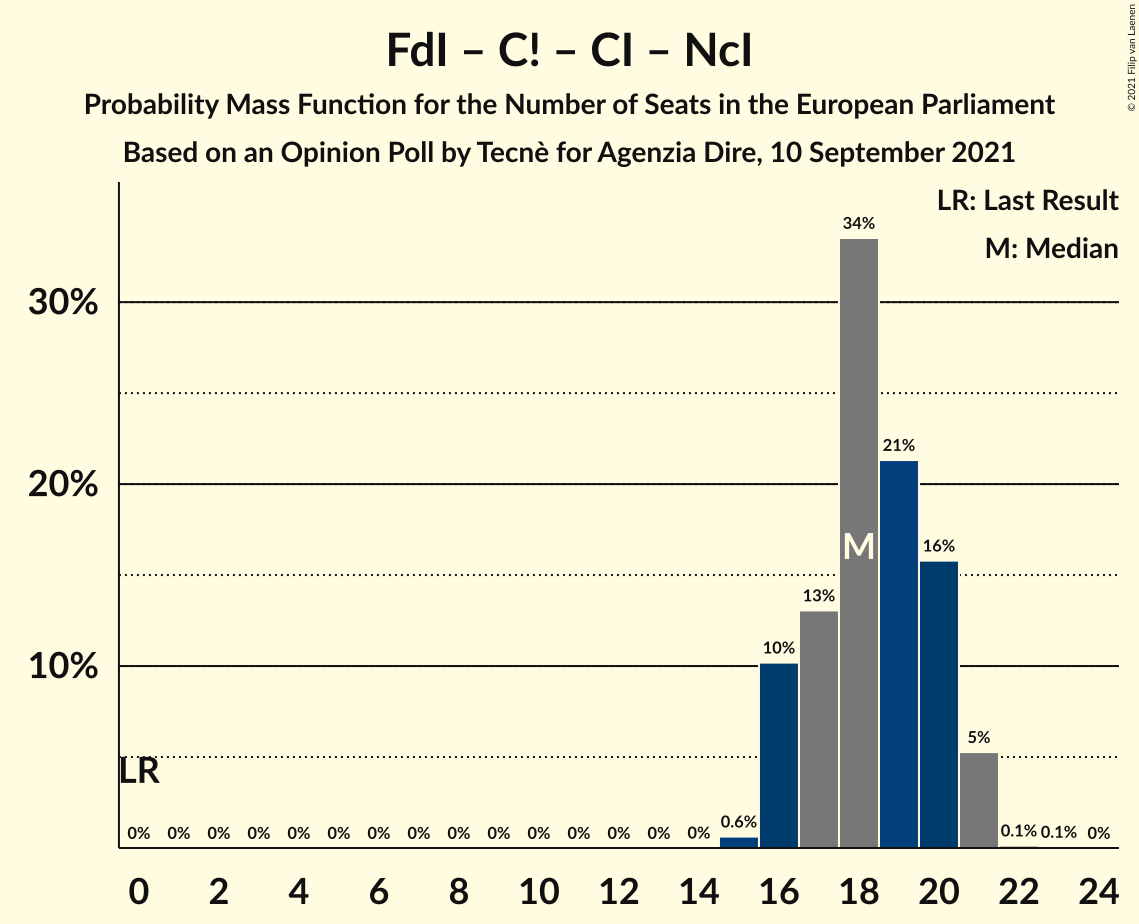 FdI – C! – CI – NcI
Probability Mass Function for the Number of Seats in the European Parliament
Based on an Opinion Poll by Tecnè for Agenzia Dire, 10 September 2021
© 2021 Filip van Laenen
LR: Last Result
M: Median
34%
30%
21%
20%
M
16%
13%
10%
10%
5%
LR
0% 0% 0% 0% 0% 0% 0% 0% 0% 0% 0% 0% 0% 0% 0% 0.6% 0.1% 0.1% 0%
0 2 4 6 8 10 12 14 16 18 20 22 24